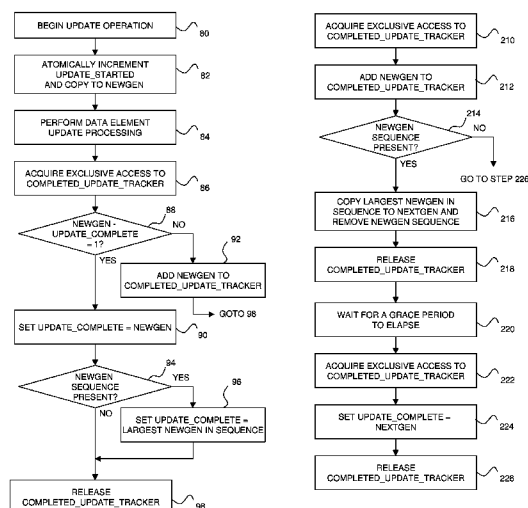 BEGIN UPDATE OPERATION
80
ATOMICALLY INCREMENT
UPDATE_STARTED
AND COPY TO NEWGEN
82
PERFORM DATA ELEMENT
UPDATE PROCESSING
84
ACQUIRE EXCLUSIVE ACCESS TO
COMPLETED_UPDATE_TRACKER
86
NEWGEN -
UPDATE_COMPLETE
= 1?
88
NO
YES
92
ADD NEWGEN TO
COMPLETED_UPDATE_TRACKER
GOTO 98
SET UPDATE_COMPLETE = NEWGEN
90
NEWGEN
SEQUENCE
PRESENT?
94
YES
NO
96
SET UPDATE_COMPLETE =
LARGEST NEWGEN IN SEQUENCE
RELEASE
COMPLETED_UPDATE_TRACKER
98
ACQUIRE EXCLUSIVE ACCESS TO
COMPLETED_UPDATE_TRACKER
210
ADD NEWGEN TO
COMPLETED_UPDATE_TRACKER
212
NEWGEN
SEQUENCE
PRESENT?
214
NO
YES
GO TO STEP 226
COPY LARGEST NEWGEN IN
SEQUENCE TO NEXTGEN AND
REMOVE NEWGEN SEQUENCE
216
RELEASE
COMPLETED_UPDATE_TRACKER
218
WAIT FOR A GRACE PERIOD
TO ELAPSE
220
ACQUIRE EXCLUSIVE ACCESS TO
COMPLETED_UPDATE_TRACKER
222
SET UPDATE_COMPLETE =
NEXTGEN
224
RELEASE
COMPLETED_UPDATE_TRACKER
226